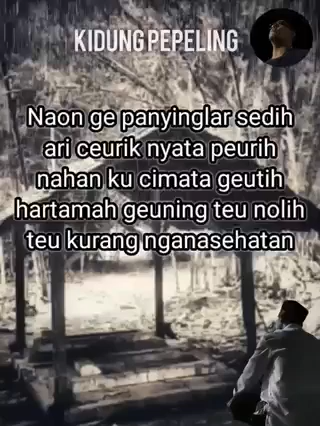 KIDUNG PEPELING
Naon ge panyinglar sedih
ari ceurik nyata peurih
nahan ku cimata geutih
hartamah geuning teu nolih
teu kurang nganasehatan